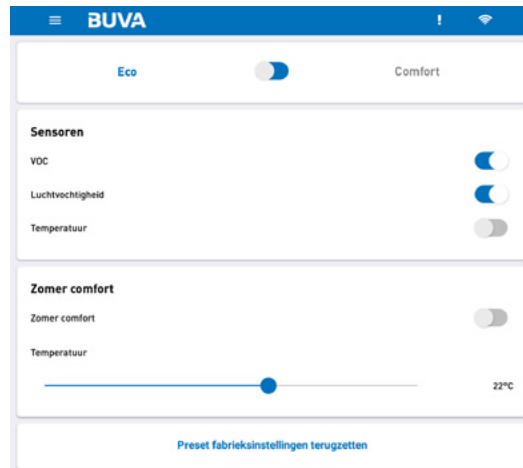 BUVA !
Eco Comfort
Sensoren
VOC
Luchtvochtigheid
Temperatuur
Zomer comfort
Zomer comfort
Temperatuur
22°C
Preset fabrieksinstellingen terugzetten